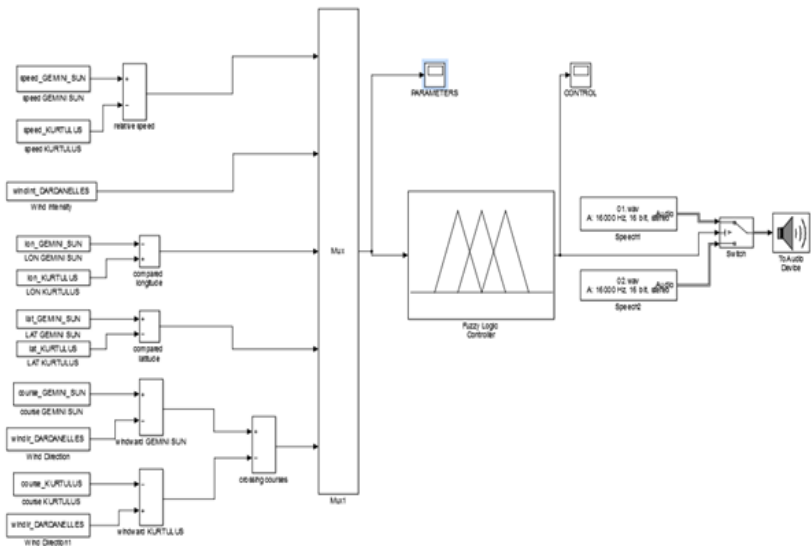 speed_GEMINI_SUN
speed GEMINI SUN
speed_KURTULUS
speed KURTULUS
relative speed
windint_DARDANELLES
Wind Intensity
lon_GEMINI_SUN
LON GEMINI SUN
lon_KURTULUS
LON KURTULUS
compared
longitude
lat_GEMINI_SUN
LAT GEMINI SUN
lat_KURTULUS
LAT KURTULUS
compared
latitude
course_GEMINI_SUN
course GEMINI SUN
windir_DARDANELLES
Wind Direction
windward GEMINI SUN
course_KURTULUS
course KURTULUS
windir_DARDANELLES
Wind Direction1
windward KURTULUS
crossing courses
Mux
Mux1
PARAMETERS
CONTROL
Fuzzy Logic
Controller
01.wav
A: 16000 Hz, 16 bit, stereo
Audio
Speech1
02.wav
A: 16000 Hz, 16 bit, stereo
Audio
Speech2
Switch
To Audio
Device